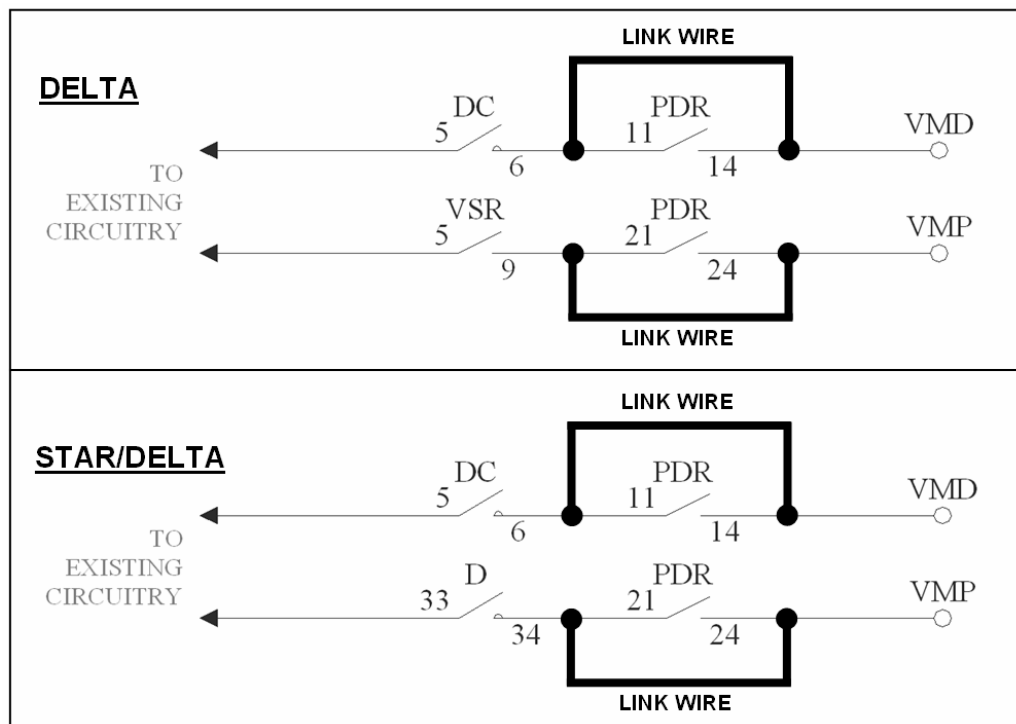 LINK WIRE
DELTA
DC
PDR
VMD
5
11
6
14
TO
EXISTING
CIRCUITRY
VSR
PDR
VMP
5
21
9
24
LINK WIRE
LINK WIRE
STAR/DELTA
DC
PDR
VMD
5
11
6
14
TO
EXISTING
CIRCUITRY
D
PDR
VMP
33
21
34
24
LINK WIRE